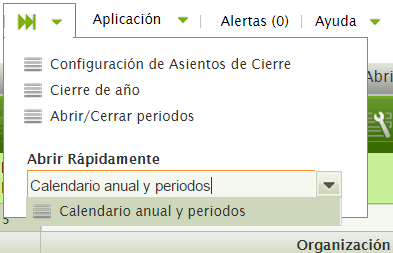 Aplicación Alertas (0) Ayuda
Configuración de Asientos de Cierre
Cierre de año
Abrir/Cerrar periodos
Abri
Abrir Rápidamente
Calendario anual y periodos
Calendario anual y periodos
Organización